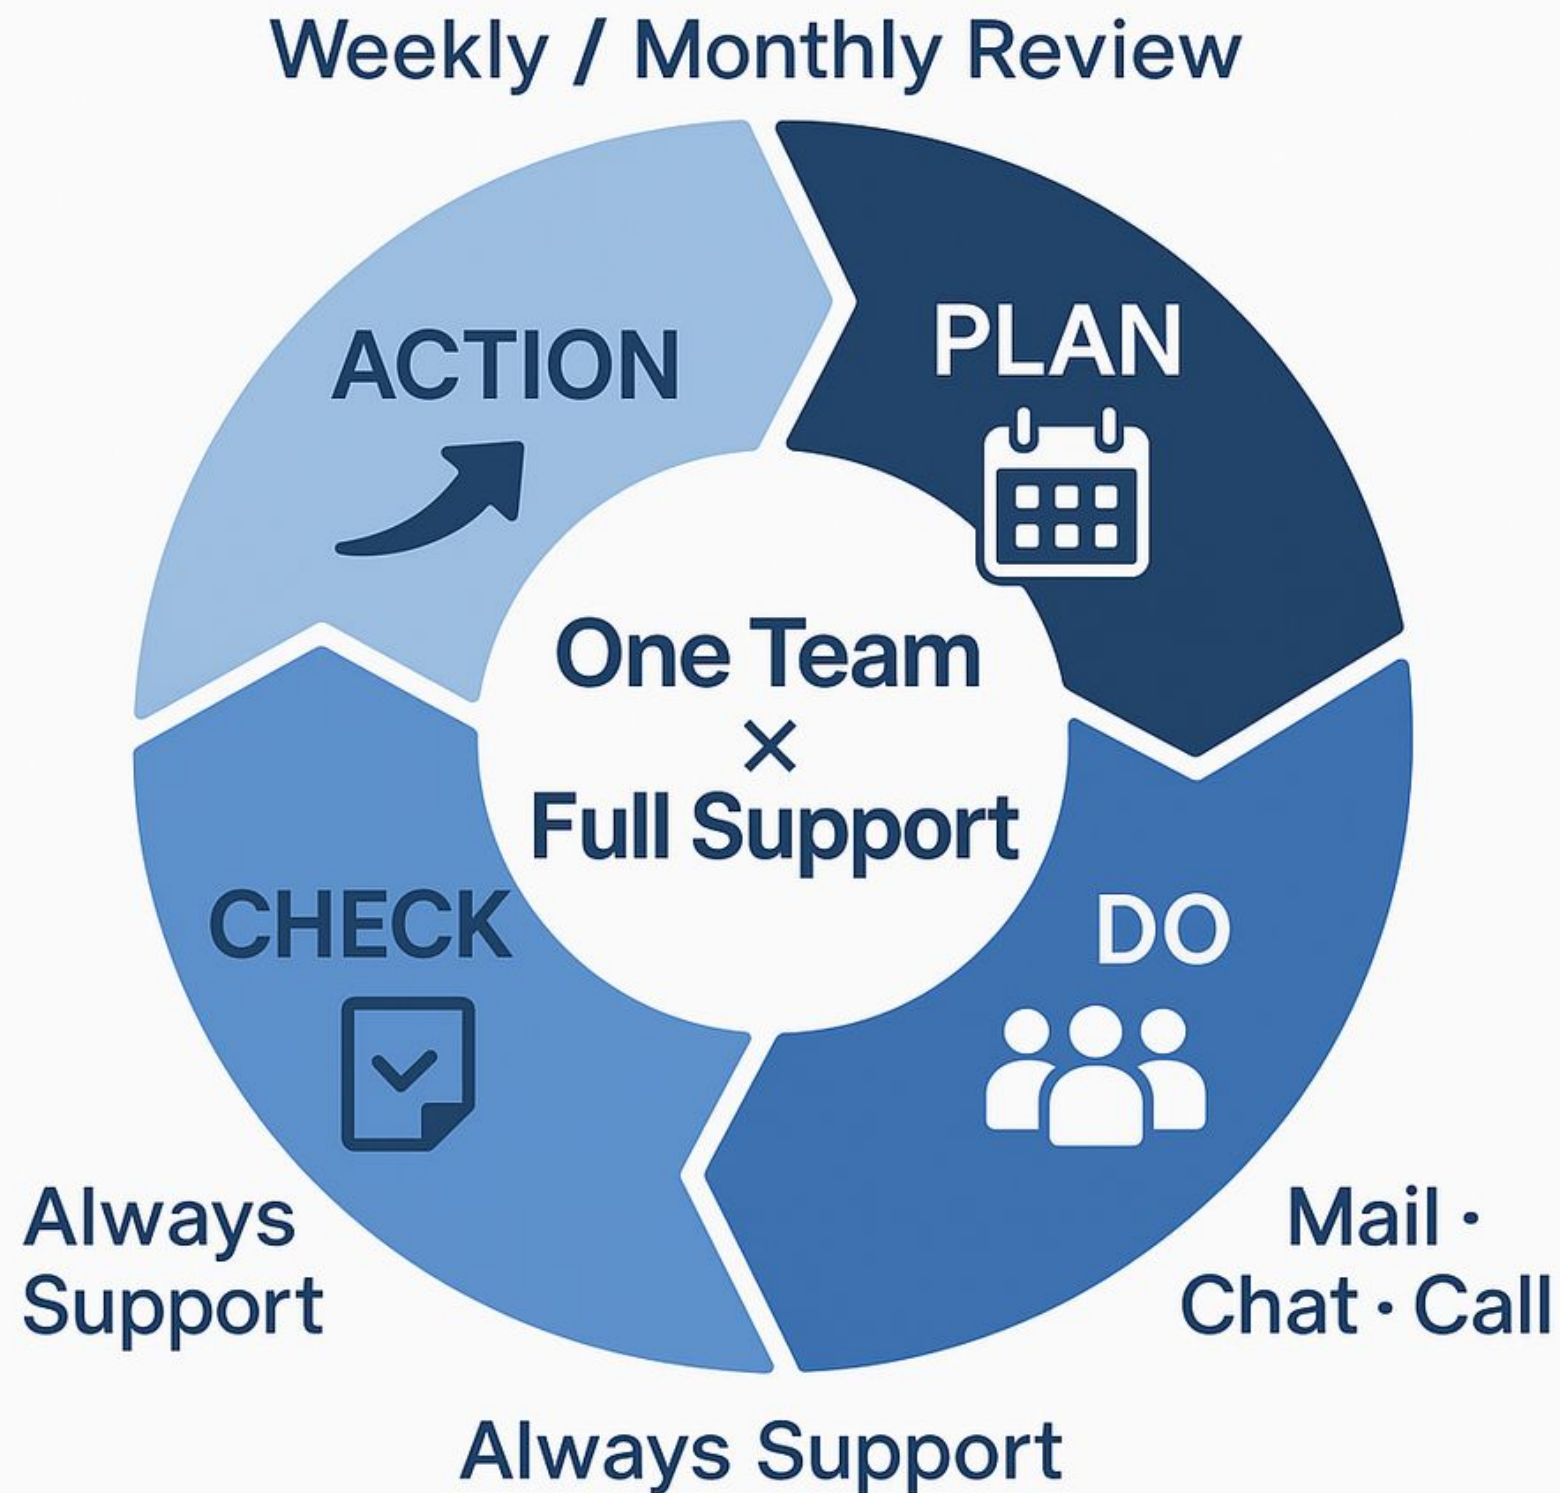 Weekly / Monthly Review
ACTION
PLAN
One Team
×
Full Support
CHECK
DO
Always
Support
Mail ·
Chat · Call
Always Support